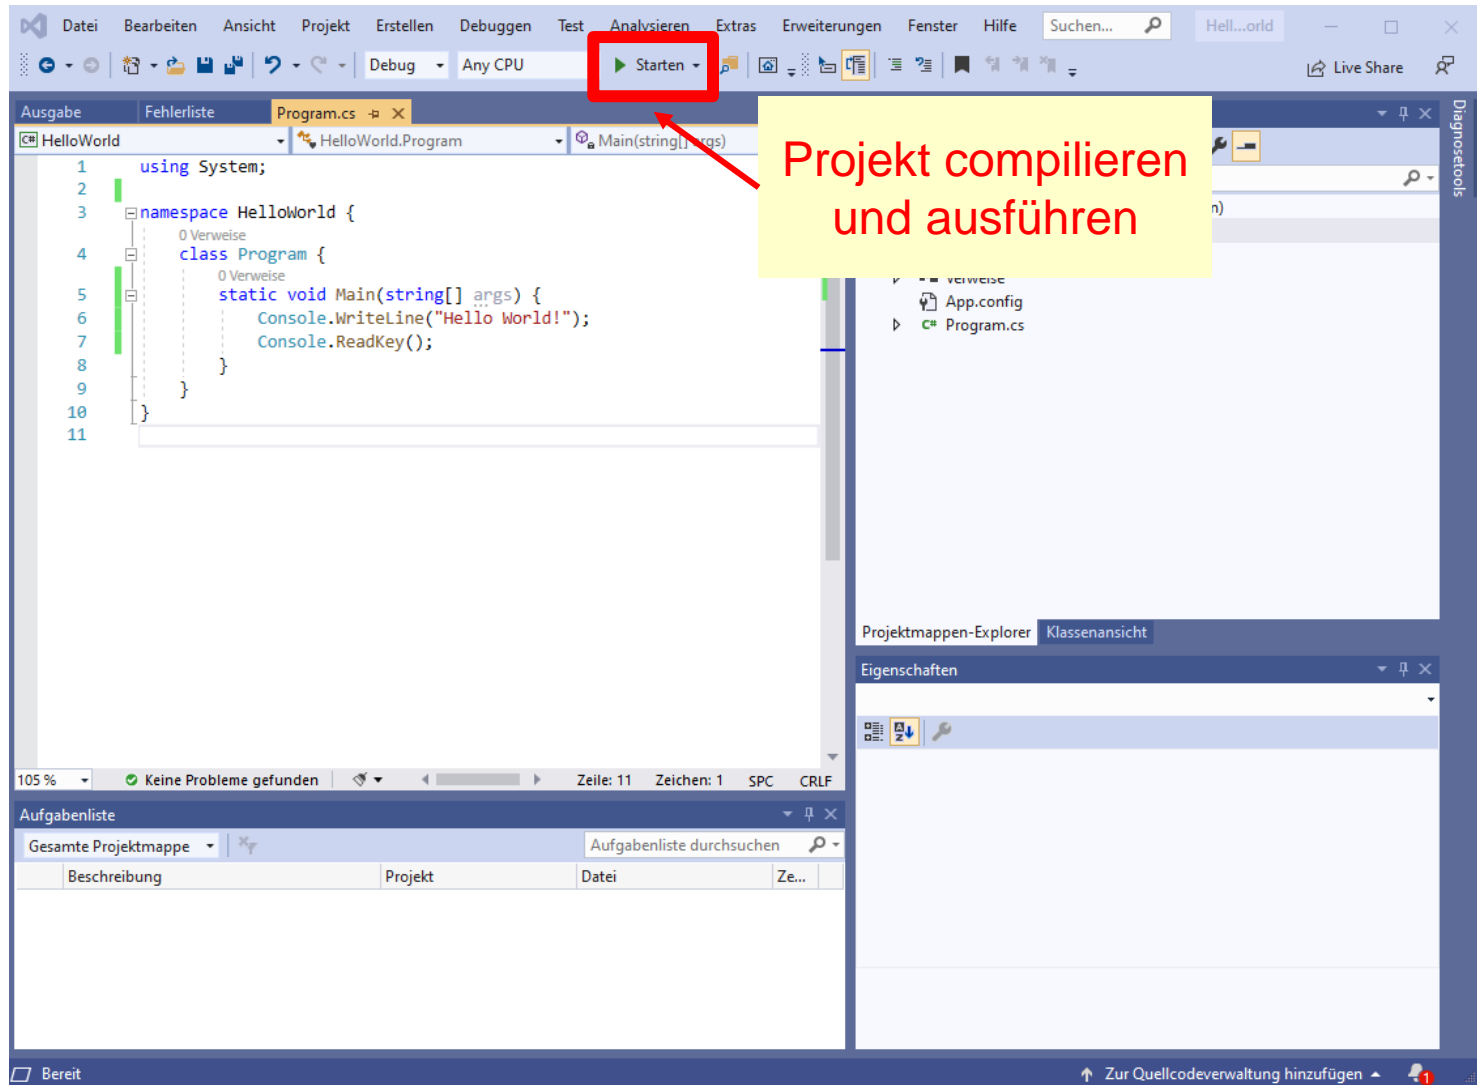 Datei Bearbeiten Ansicht Projekt Erstellen Debuggen Test Analysieren Extras Erweiterungen Fenster Hilfe Suchen... Hell...orld
Debug Any CPU Starten Live Share
Ausgabe Fehlerliste Program.cs
Diagnosetools
C# HelloWorld HelloWorld.Program Main(string[] args)
Projekt compilieren
und ausführen
1 using System;
2
3 namespace HelloWorld {
0 Verweise
4 class Program {
0 Verweise
5 static void Main(string[] args) {
6 Console.WriteLine("Hello World!");
7 Console.ReadKey();
8 }
9 }
10 }
11
n)
Verweise
App.config
C# Program.cs
Projektmappen-Explorer Klassenansicht
Eigenschaften
105 % Keine Probleme gefunden Zeile: 11 Zeichen: 1 SPC CRLF
Aufgabenliste
Gesamte Projektmappe Aufgabenliste durchsuchen
Beschreibung Projekt Datei Ze...
Bereit Zur Quellcodeverwaltung hinzufügen 1